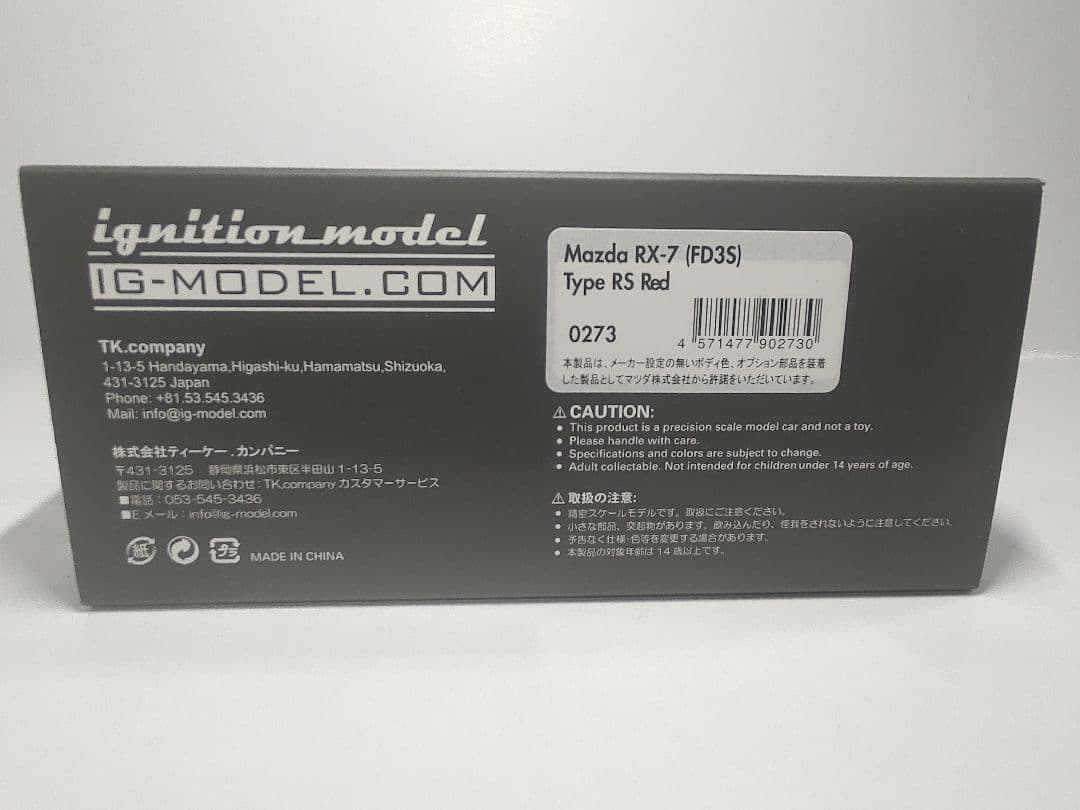 ignition model
IG-MODEL.COM
TK.company
1-13-5 Handayama,Higashi-ku,Hamamatsu,Shizuoka,
431-3125 Japan
Phone: +81.53.545.3436
Mail: info@ig-model.com
株式会社ティーケー.カンパニー
〒431-3125 静岡県浜松市東区半田山1-13-5
製品に関するお問い合わせ:TK.company カスタマーサービス
■電話:053-545-3436
■Eメール:info@ig-model.com
紙
プラ
MADE IN CHINA
Mazda RX-7 (FD3S)
Type RS Red
0273
4 571477 902730
本製品は、メーカー設定の無いボディ色、オプション部品を装着
した製品としてマツダ株式会社から許諾をいただいています。
⚠CAUTION:
• This product is a precision scale model car and not a toy.
• Please handle with care.
• Specifications and colors are subject to change.
• Adult collectable. Not intended for children under 14 years of age.
⚠取扱の注意:
• 精密スケールモデルです。取扱にご注意ください。
• 小さな部品、突起物があります。飲み込んだり、怪我をされないように注意してください。
• 予告なく仕様・色等を変更する場合があります。
• 本製品の対象年齢は14歳以上です。